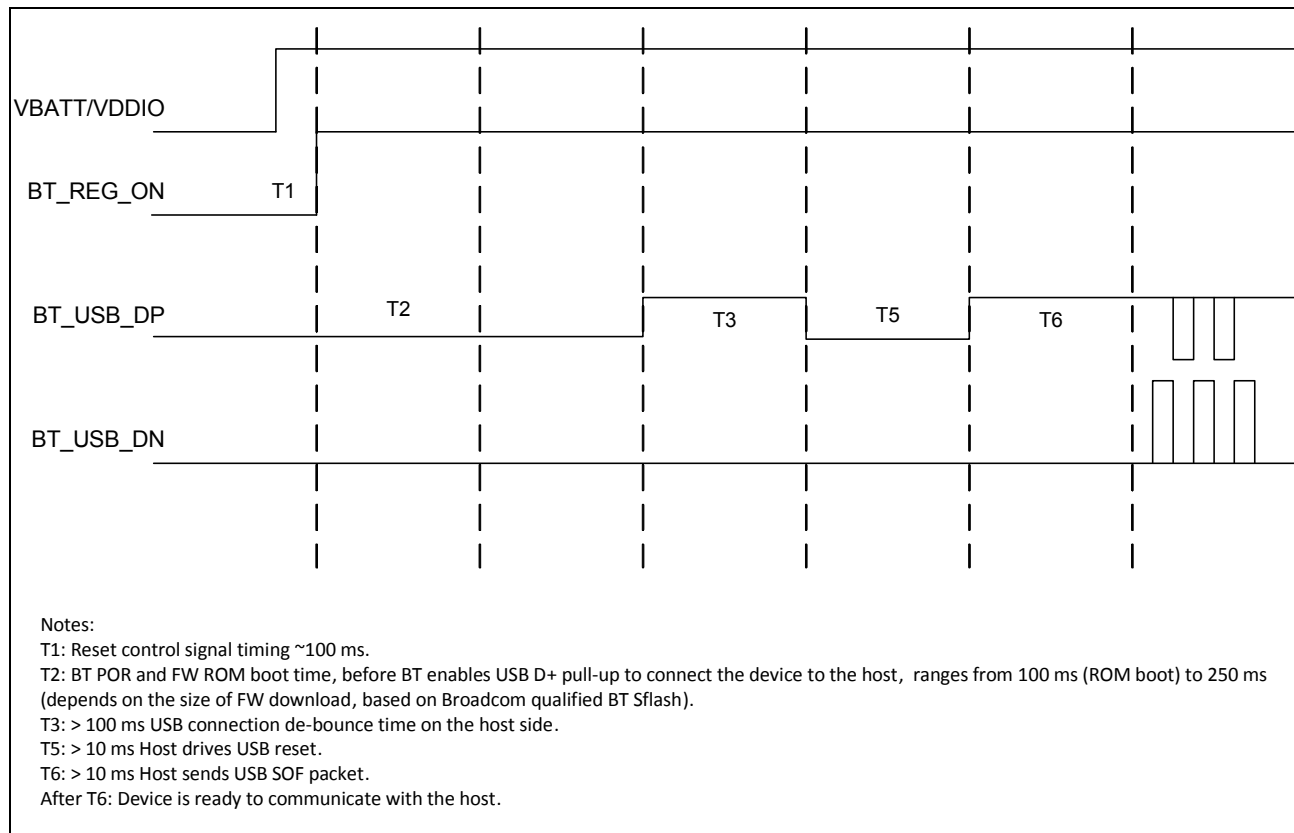 VBATT/VDDIO
BT_REG_ON
T1
BT_USB_DP
T2
T3
T5
T6
BT_USB_DN
Notes:
T1: Reset control signal timing ~100 ms.
T2: BT POR and FW ROM boot time, before BT enables USB D+ pull-up to connect the device to the host, ranges from 100 ms (ROM boot) to 250 ms
(depends on the size of FW download, based on Broadcom qualified BT Sflash).
T3: > 100 ms USB connection de-bounce time on the host side.
T5: > 10 ms Host drives USB reset.
T6: > 10 ms Host sends USB SOF packet.
After T6: Device is ready to communicate with the host.